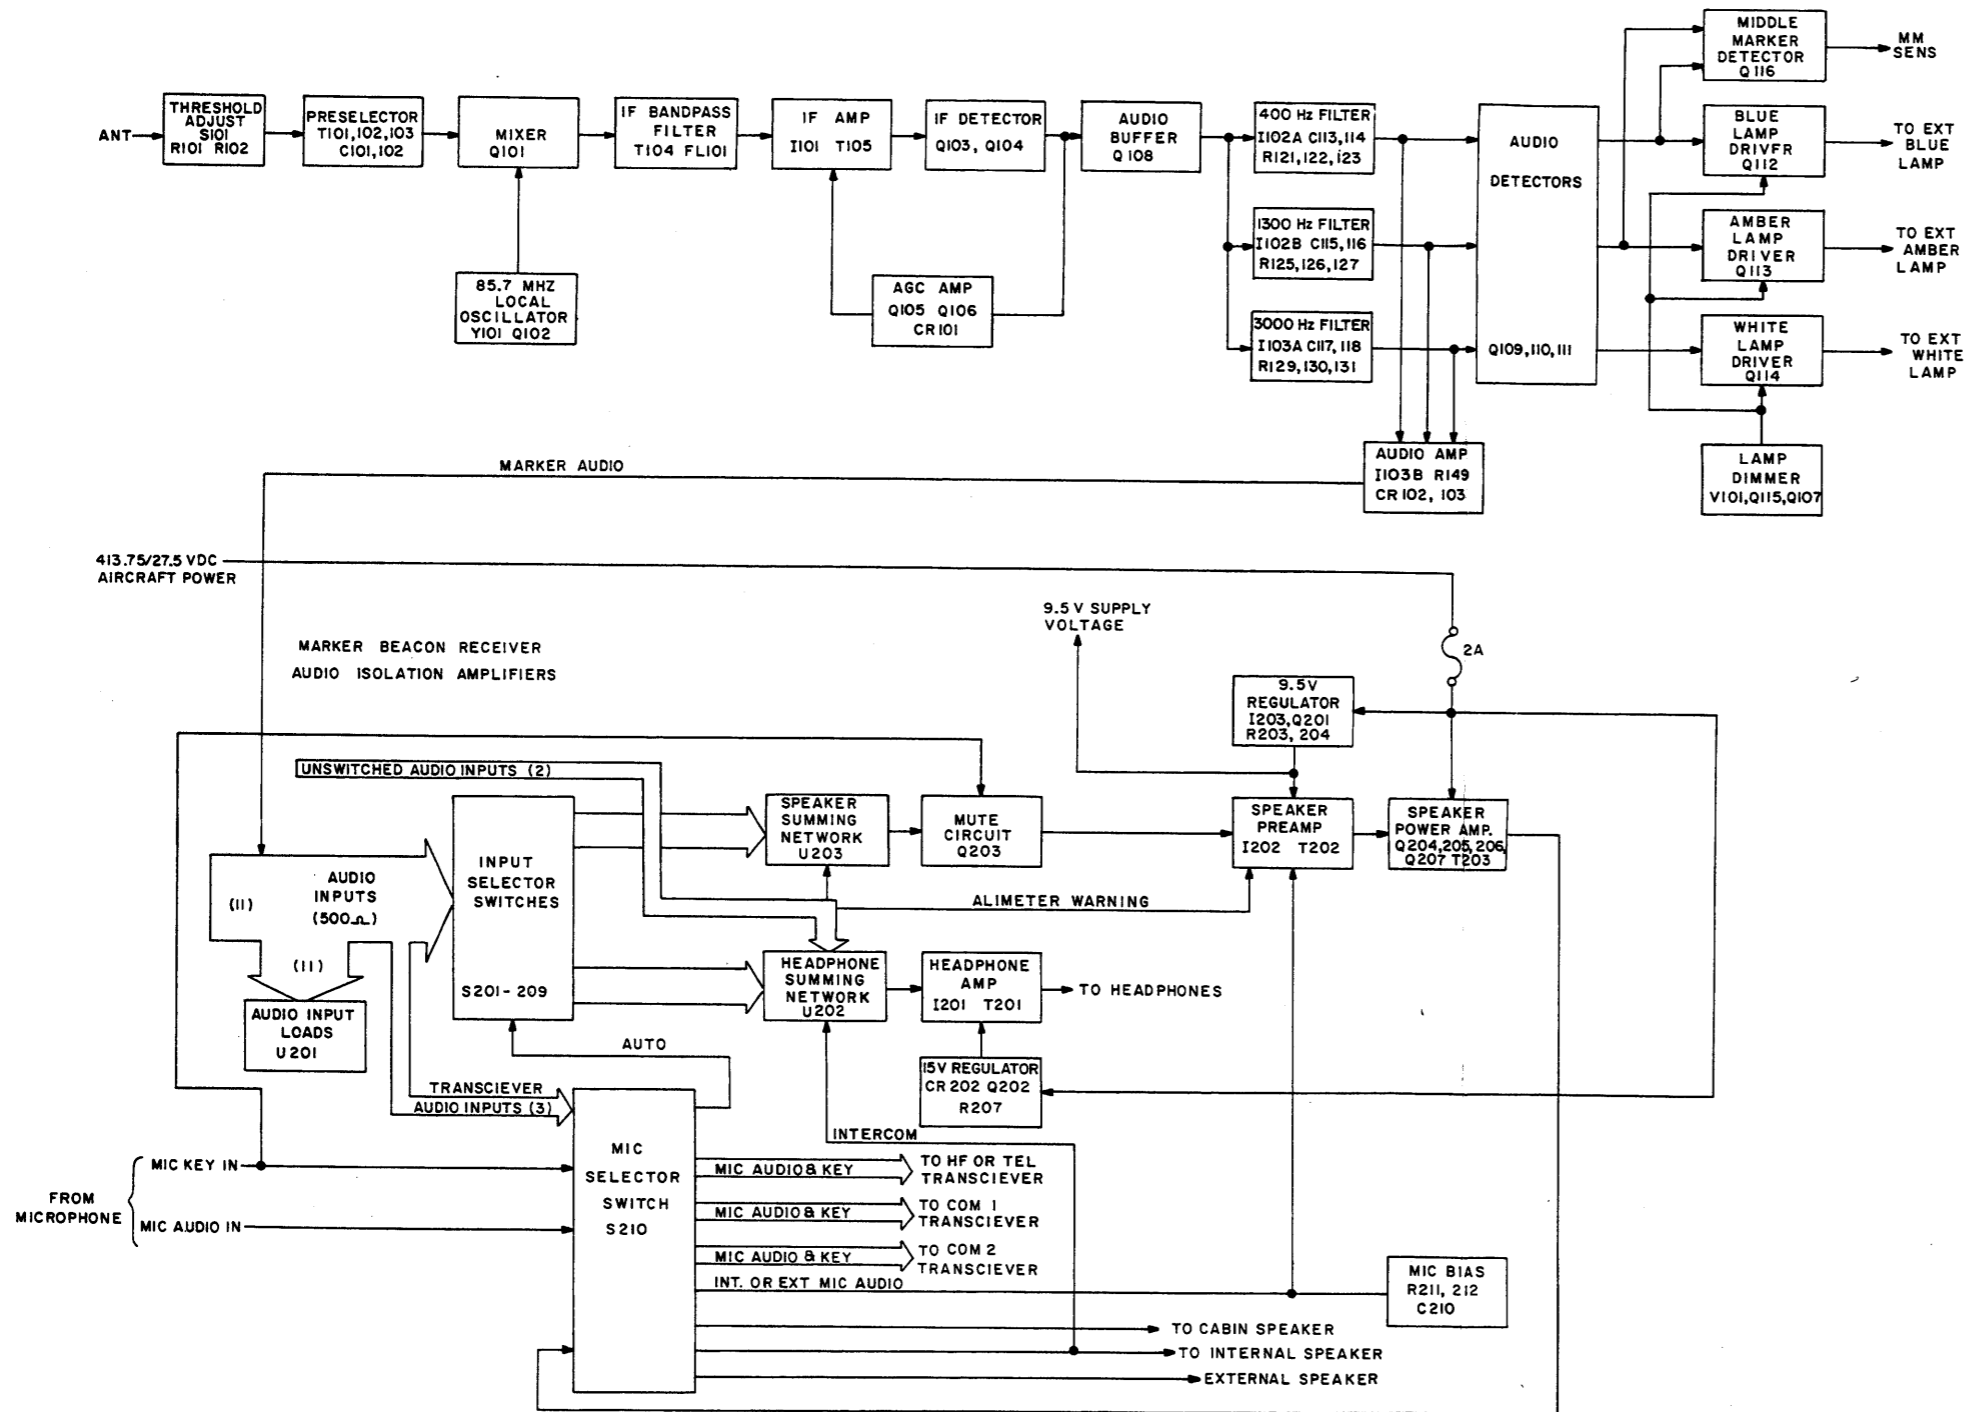 ANT
THRESHOLD
ADJUST
S101
R101 R102
PRESELECTOR
T101,102,103
C101,102
MIXER
Q101
IF BANDPASS
FILTER
T104 FL101
IF AMP
I101 T105
IF DETECTOR
Q103, Q104
AUDIO
BUFFER
Q108
400 Hz FILTER
I102A C113,114
R121,122,123
AUDIO
DETECTORS
Q109,110,111
MIDDLE
MARKER
DETECTOR
Q116
MM
SENS
BLUE
LAMP
DRIVFR
Q112
TO EXT
BLUE
LAMP
1300 Hz FILTER
I102B C115,116
R125,126,127
AMBER
LAMP
DRIVER
Q113
TO EXT
AMBER
LAMP
85.7 MHZ
LOCAL
OSCILLATOR
Y101 Q102
AGC AMP
Q105 Q106
CR101
3000 Hz FILTER
I103A C117,118
R129,130,131
WHITE
LAMP
DRIVER
Q114
TO EXT
WHITE
LAMP
MARKER AUDIO
AUDIO AMP
I103B R149
CR102, 103
LAMP
DIMMER
V101,Q115,Q107
413.75/27.5 VDC
AIRCRAFT POWER
9.5V SUPPLY
VOLTAGE
MARKER BEACON RECEIVER
AUDIO ISOLATION AMPLIFIERS
2A
9.5V
REGULATOR
I203,Q201
R203, 204
UNSWITCHED AUDIO INPUTS (2)
INPUT
SELECTOR
SWITCHES
S201-209
SPEAKER
SUMMING
NETWORK
U203
MUTE
CIRCUIT
Q203
SPEAKER
PREAMP
I202 T202
SPEAKER
POWER AMP.
Q204,205,206,
Q207 T203
(11)
AUDIO
INPUTS
(500Ω)
ALIMETER WARNING
(11)
HEADPHONE
SUMMING
NETWORK
U202
HEADPHONE
AMP
I201 T201
TO HEADPHONES
AUDIO INPUT
LOADS
U201
AUTO
15V REGULATOR
CR202 Q202
R207
TRANSCIEVER
AUDIO INPUTS (3)
INTERCOM
MIC
SELECTOR
SWITCH
S210
FROM
MICROPHONE
MIC KEY IN
MIC AUDIO IN
MIC AUDIO & KEY
TO HF OR TEL
TRANSCIEVER
MIC AUDIO & KEY
TO COM 1
TRANSCIEVER
MIC AUDIO & KEY
TO COM 2
TRANSCIEVER
INT. OR EXT MIC AUDIO
MIC BIAS
R211, 212
C210
TO CABIN SPEAKER
TO INTERNAL SPEAKER
EXTERNAL SPEAKER